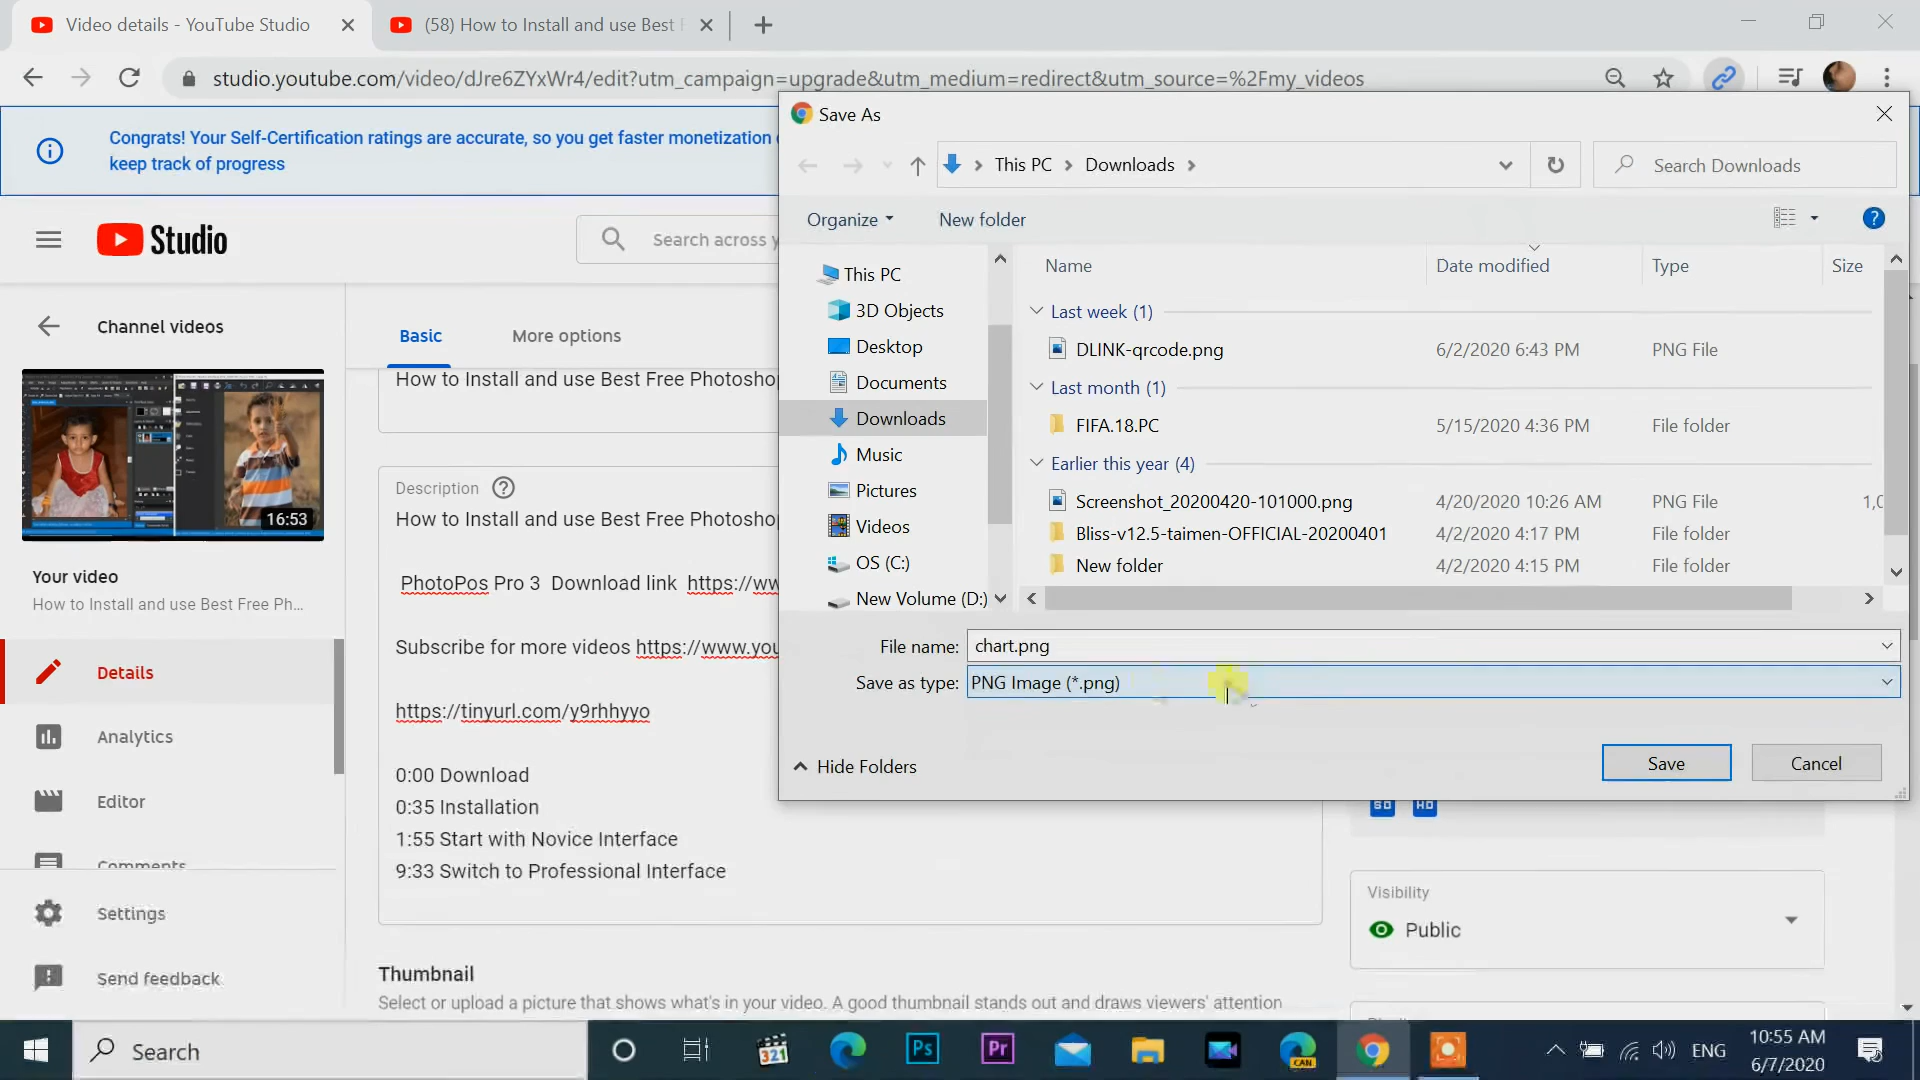 Video details - YouTube Studio
(58) How to Install and use Best F
studio.youtube.com/video/dJre6ZYxWr4/edit?utm_campaign=upgrade&utm_medium=redirect&utm_source=%2Fmy_videos
Congrats! Your Self-Certification ratings are accurate, so you get faster monetization
keep track of progress
Studio
Search across y
Channel videos
16:53
Your video
How to Install and use Best Free Ph...
Details
Analytics
Editor
Comments
Settings
Send feedback
Basic
More options
How to Install and use Best Free Photosho
Description
How to Install and use Best Free Photosho
PhotoPos Pro 3 Download link https://ww
Subscribe for more videos https://www.you
https://tinyurl.com/y9rhhyyo
0:00 Download
0:35 Installation
1:55 Start with Novice Interface
9:33 Switch to Professional Interface
Thumbnail
Select or upload a picture that shows what's in your video. A good thumbnail stands out and draws viewers' attention
Save As
This PC
Downloads
Search Downloads
Organize
New folder
This PC
3D Objects
Desktop
Documents
Downloads
Music
Pictures
Videos
OS (C:)
New Volume (D:)
Name Date modified Type Size
Last week (1)
DLINK-qrcode.png 6/2/2020 6:43 PM PNG File
Last month (1)
FIFA.18.PC 5/15/2020 4:36 PM File folder
Earlier this year (4)
Screenshot_20200420-101000.png 4/20/2020 10:26 AM PNG File 1,0
Bliss-v12.5-taimen-OFFICIAL-20200401 4/2/2020 4:17 PM File folder
New folder 4/2/2020 4:15 PM File folder
File name: chart.png
Save as type: PNG Image (*.png)
Hide Folders
Save
Cancel
SD HD
Visibility
Public
Search
321
Ps
Pr
CAN
ENG
10:55 AM
6/7/2020